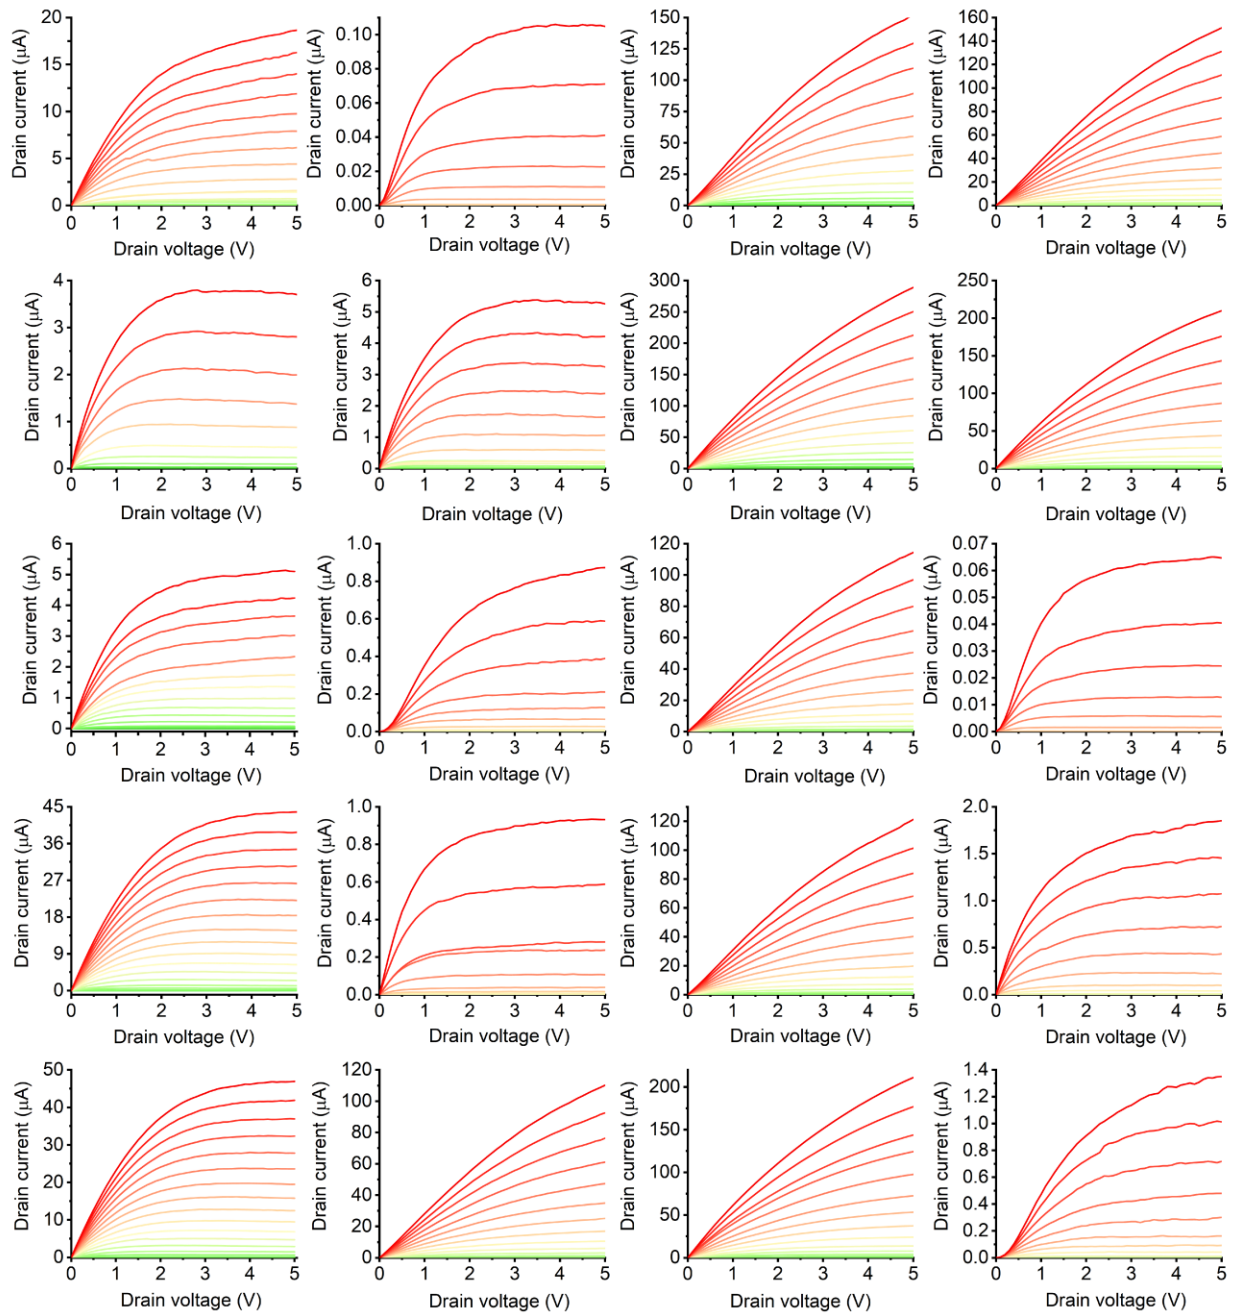 Drain current (μA)
20
15
10
5
0
0 1 2 3 4 5
Drain voltage (V)
Drain current (μA)
0.10
0.08
0.06
0.04
0.02
0.00
0 1 2 3 4 5
Drain voltage (V)
Drain current (μA)
150
125
100
75
50
25
0
0 1 2 3 4 5
Drain voltage (V)
Drain current (μA)
160
140
120
100
80
60
40
20
0
0 1 2 3 4 5
Drain voltage (V)
Drain current (μA)
4
3
2
1
0
0 1 2 3 4 5
Drain voltage (V)
Drain current (μA)
6
5
4
3
2
1
0
0 1 2 3 4 5
Drain voltage (V)
Drain current (μA)
300
250
200
150
100
50
0
0 1 2 3 4 5
Drain voltage (V)
Drain current (μA)
250
200
150
100
50
0
0 1 2 3 4 5
Drain voltage (V)
Drain current (μA)
6
5
4
3
2
1
0
0 1 2 3 4 5
Drain voltage (V)
Drain current (μA)
1.0
0.8
0.6
0.4
0.2
0.0
0 1 2 3 4 5
Drain voltage (V)
Drain current (μA)
120
100
80
60
40
20
0
0 1 2 3 4 5
Drain voltage (V)
Drain current (μA)
0.07
0.06
0.05
0.04
0.03
0.02
0.01
0.00
0 1 2 3 4 5
Drain voltage (V)
Drain current (μA)
45
36
27
18
9
0
0 1 2 3 4 5
Drain voltage (V)
Drain current (μA)
1.0
0.8
0.6
0.4
0.2
0.0
0 1 2 3 4 5
Drain voltage (V)
Drain current (μA)
120
100
80
60
40
20
0
0 1 2 3 4 5
Drain voltage (V)
Drain current (μA)
2.0
1.5
1.0
0.5
0.0
0 1 2 3 4 5
Drain voltage (V)
Drain current (μA)
50
40
30
20
10
0
0 1 2 3 4 5
Drain voltage (V)
Drain current (μA)
120
100
80
60
40
20
0
0 1 2 3 4 5
Drain voltage (V)
Drain current (μA)
200
150
100
50
0
0 1 2 3 4 5
Drain voltage (V)
Drain current (μA)
1.4
1.2
1.0
0.8
0.6
0.4
0.2
0.0
0 1 2 3 4 5
Drain voltage (V)